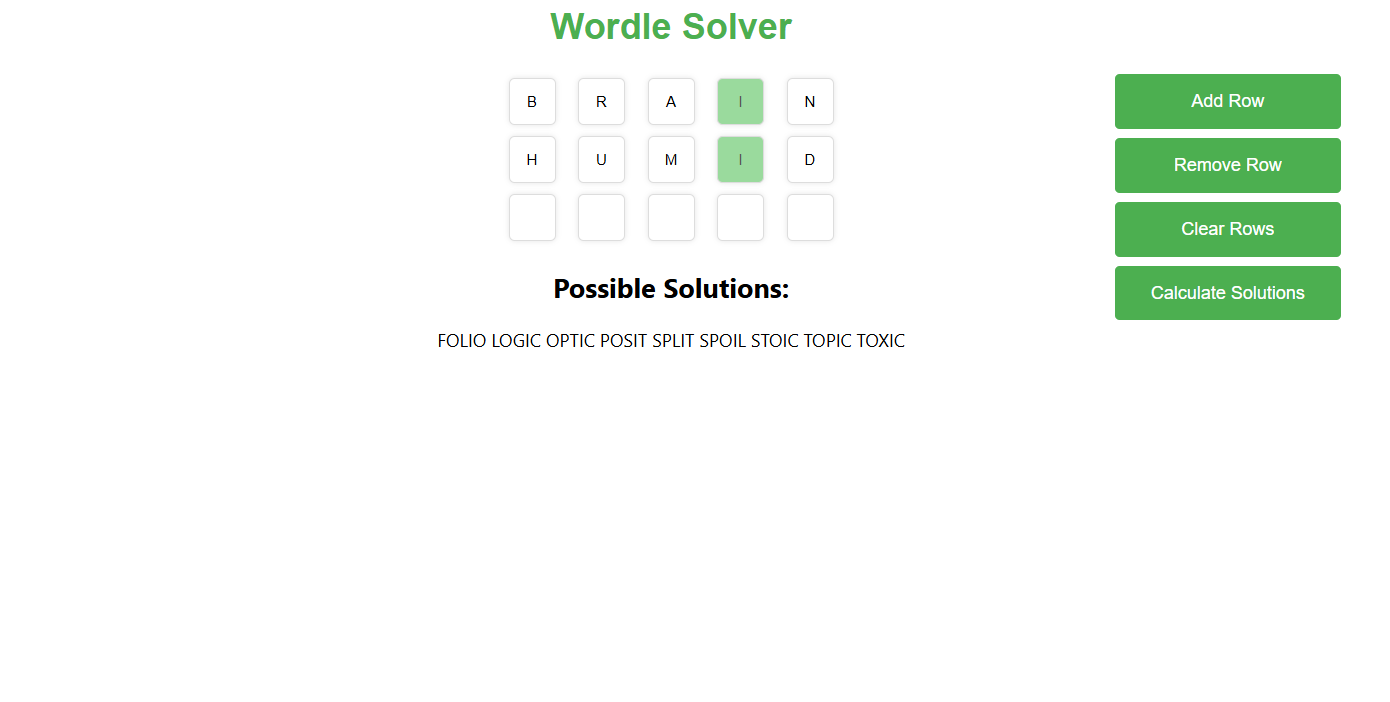 Wordle Solver
B R A I N
Add Row
H U M I D
Remove Row
Clear Rows
Possible Solutions:
Calculate Solutions
FOLIO LOGIC OPTIC POSIT SPLIT SPOIL STOIC TOPIC TOXIC